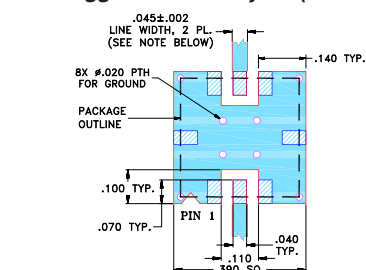 .045±.002
LINE WIDTH, 2 PL.
(SEE NOTE BELOW)
.140 TYP.
8X ø.020 PTH
FOR GROUND
PACKAGE
OUTLINE
.100 TYP.
PIN 1
.070 TYP.
.040
TYP.
.110
.390 SQ